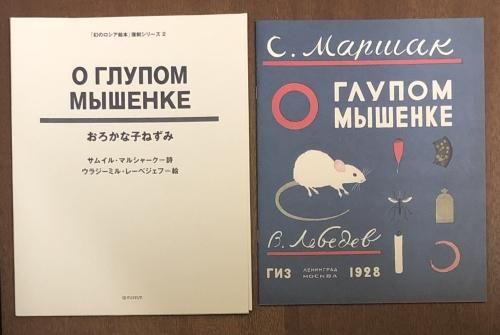 「幻のロシア絵本」復刻シリーズ2
О ГЛУПОМ
МЫШЕНКЕ
おろかな子ねずみ
サムイル・マルシャーク＝詩
ウラジーミル・レーベジェフ＝絵
С. Маршак
О ГЛУПОМ
МЫШЕНКЕ
В. Лебедев
ГИЗ ЛЕНИНГРАД МОСКВА 1928